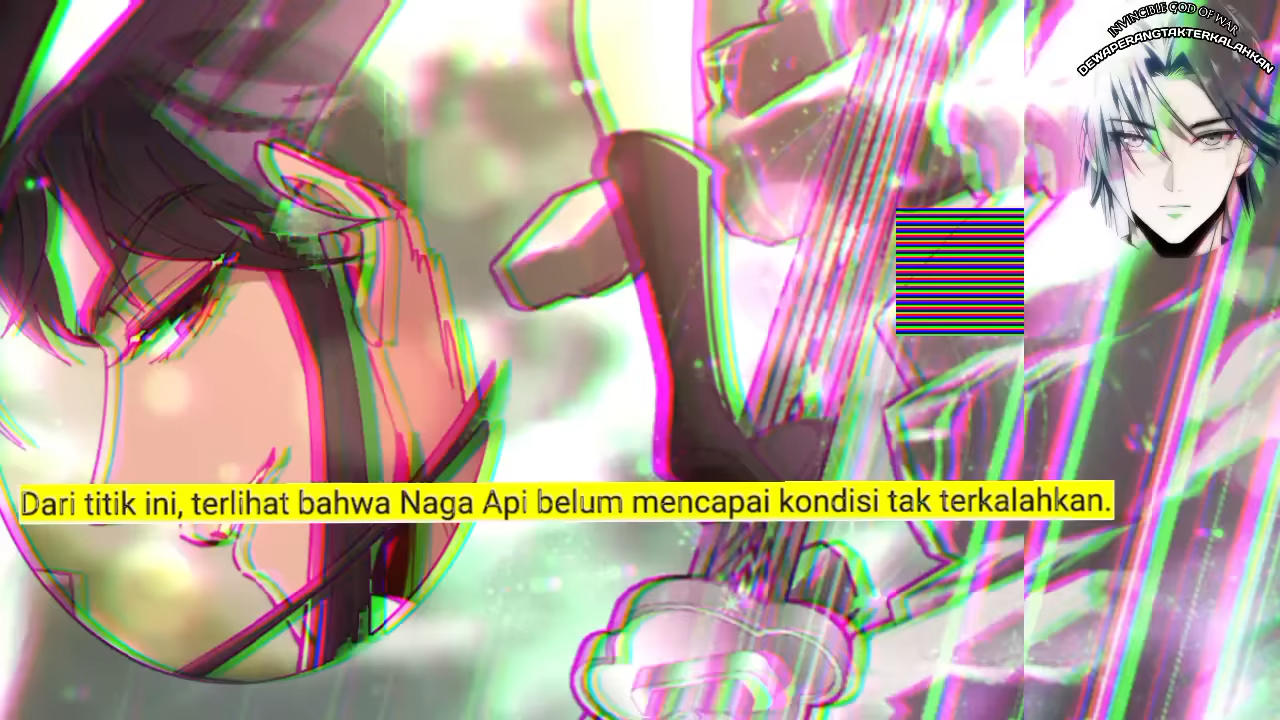 INVINCIBLE GOD OF WAR
DEWAPERANGTAKTERKALAHKAN
Dari titik ini, terlihat bahwa Naga Api belum mencapai kondisi tak terkalahkan.